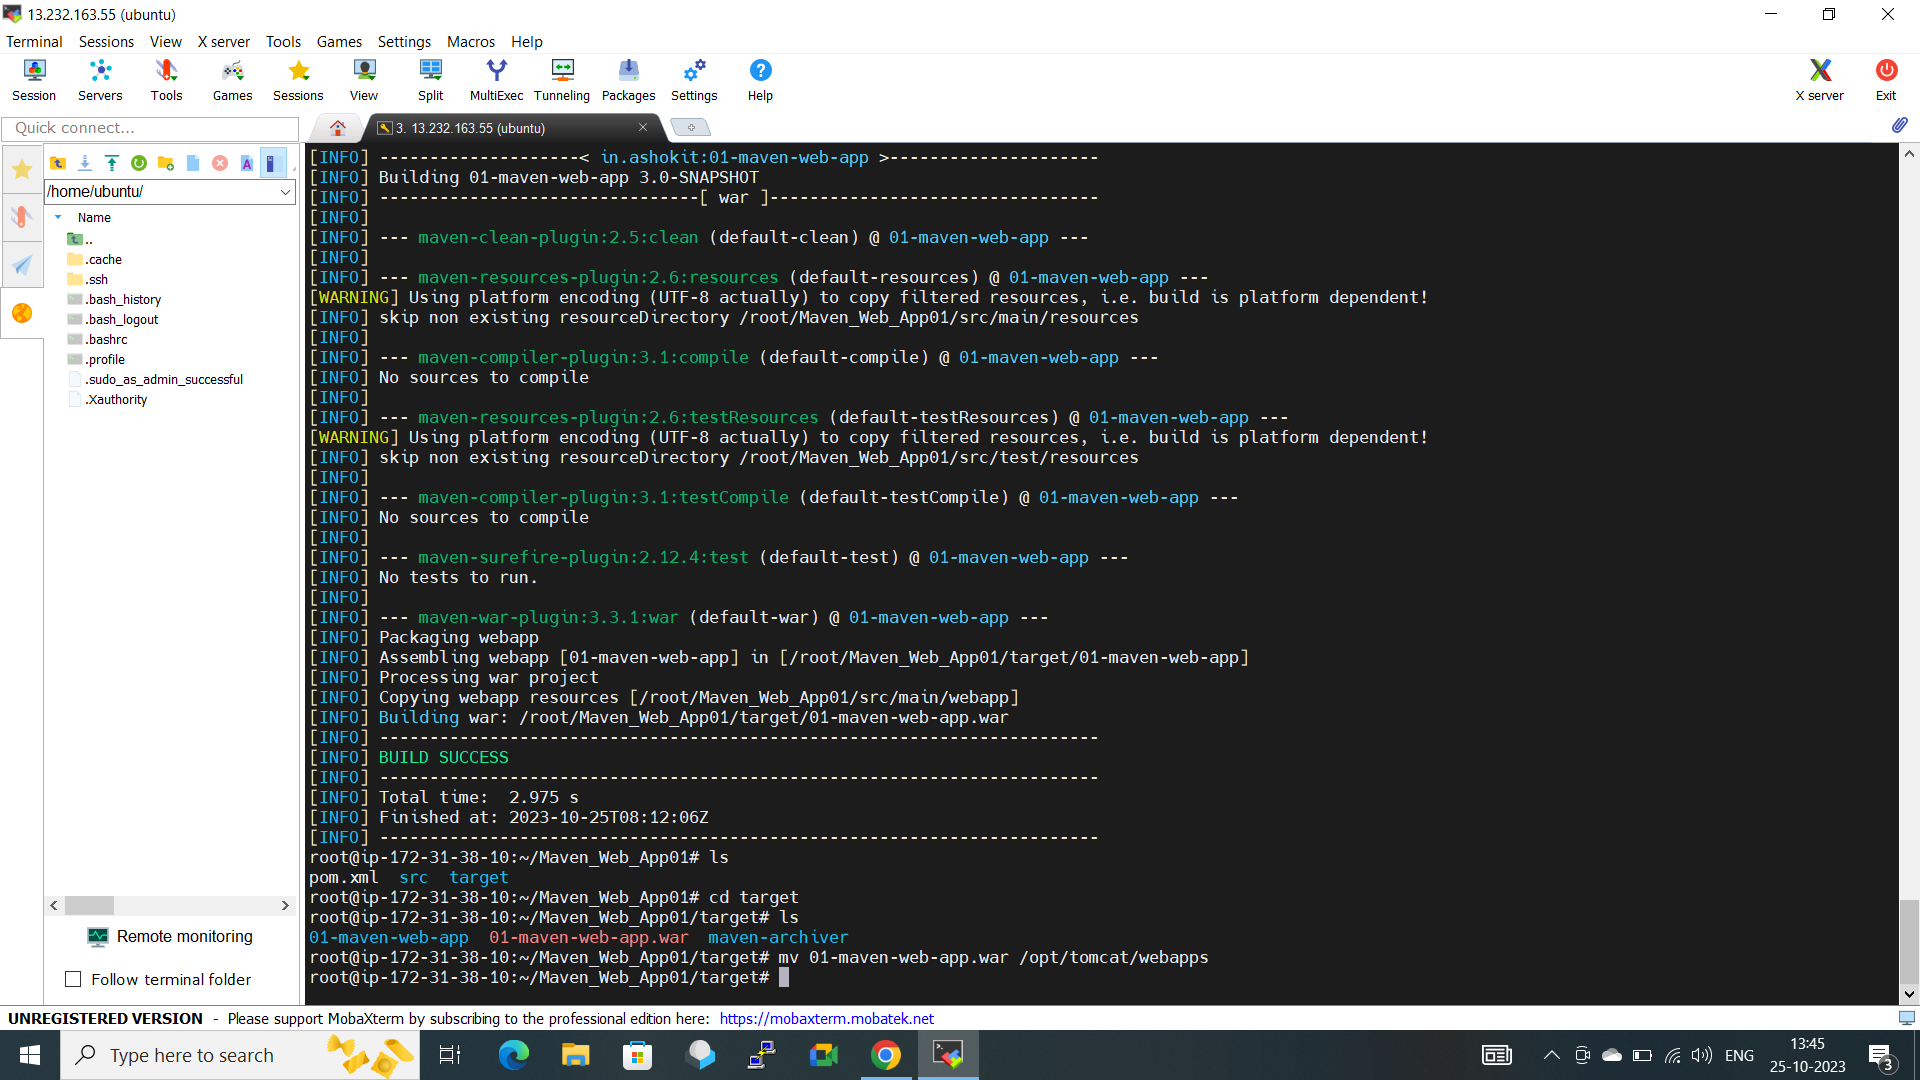 13.232.163.55 (ubuntu)
Terminal Sessions View X server Tools Games Settings Macros Help
Session Servers Tools Games Sessions View Split MultiExec Tunneling Packages Settings Help X server Exit
Quick connect...
3. 13.232.163.55 (ubuntu)
/home/ubuntu/
Name
..
.cache
.ssh
.bash_history
.bash_logout
.bashrc
.profile
.sudo_as_admin_successful
.Xauthority
Remote monitoring
Follow terminal folder
[INFO] --------------------< in.ashokit:01-maven-web-app >---------------------
[INFO] Building 01-maven-web-app 3.0-SNAPSHOT
[INFO] --------------------------------[ war ]---------------------------------
[INFO]
[INFO] --- maven-clean-plugin:2.5:clean (default-clean) @ 01-maven-web-app ---
[INFO]
[INFO] --- maven-resources-plugin:2.6:resources (default-resources) @ 01-maven-web-app ---
[WARNING] Using platform encoding (UTF-8 actually) to copy filtered resources, i.e. build is platform dependent!
[INFO] skip non existing resourceDirectory /root/Maven_Web_App01/src/main/resources
[INFO]
[INFO] --- maven-compiler-plugin:3.1:compile (default-compile) @ 01-maven-web-app ---
[INFO] No sources to compile
[INFO]
[INFO] --- maven-resources-plugin:2.6:testResources (default-testResources) @ 01-maven-web-app ---
[WARNING] Using platform encoding (UTF-8 actually) to copy filtered resources, i.e. build is platform dependent!
[INFO] skip non existing resourceDirectory /root/Maven_Web_App01/src/test/resources
[INFO]
[INFO] --- maven-compiler-plugin:3.1:testCompile (default-testCompile) @ 01-maven-web-app ---
[INFO] No sources to compile
[INFO]
[INFO] --- maven-surefire-plugin:2.12.4:test (default-test) @ 01-maven-web-app ---
[INFO] No tests to run.
[INFO]
[INFO] --- maven-war-plugin:3.3.1:war (default-war) @ 01-maven-web-app ---
[INFO] Packaging webapp
[INFO] Assembling webapp [01-maven-web-app] in [/root/Maven_Web_App01/target/01-maven-web-app]
[INFO] Processing war project
[INFO] Copying webapp resources [/root/Maven_Web_App01/src/main/webapp]
[INFO] Building war: /root/Maven_Web_App01/target/01-maven-web-app.war
[INFO] ------------------------------------------------------------------------
[INFO] BUILD SUCCESS
[INFO] ------------------------------------------------------------------------
[INFO] Total time:  2.975 s
[INFO] Finished at: 2023-10-25T08:12:06Z
[INFO] ------------------------------------------------------------------------
root@ip-172-31-38-10:~/Maven_Web_App01# ls
pom.xml  src  target
root@ip-172-31-38-10:~/Maven_Web_App01# cd target
root@ip-172-31-38-10:~/Maven_Web_App01/target# ls
01-maven-web-app  01-maven-web-app.war  maven-archiver
root@ip-172-31-38-10:~/Maven_Web_App01/target# mv 01-maven-web-app.war /opt/tomcat/webapps
root@ip-172-31-38-10:~/Maven_Web_App01/target#
UNREGISTERED VERSION - Please support MobaXterm by subscribing to the professional edition here: https://mobaxterm.mobatek.net
Type here to search
ENG
13:45
25-10-2023
3